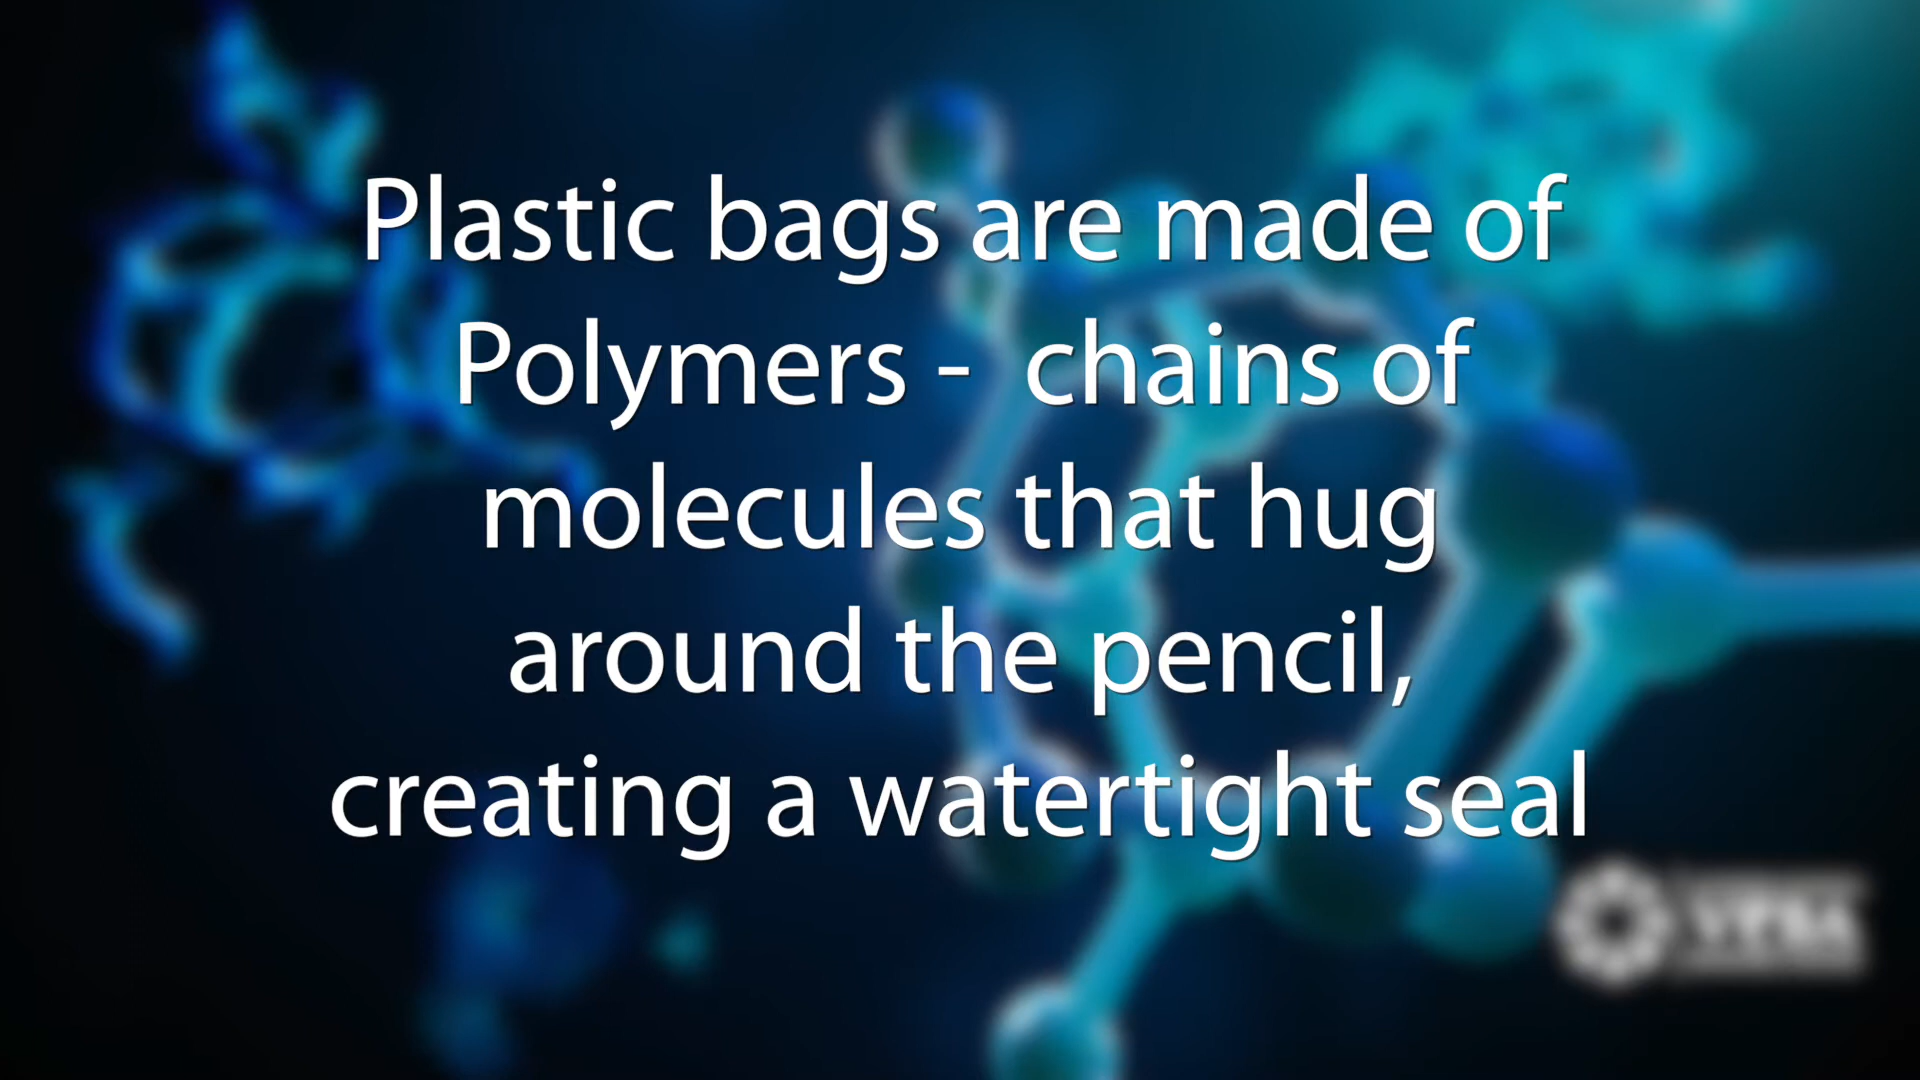 Plastic bags are made of
Polymers -  chains of
molecules that hug
around the pencil,
creating a watertight seal